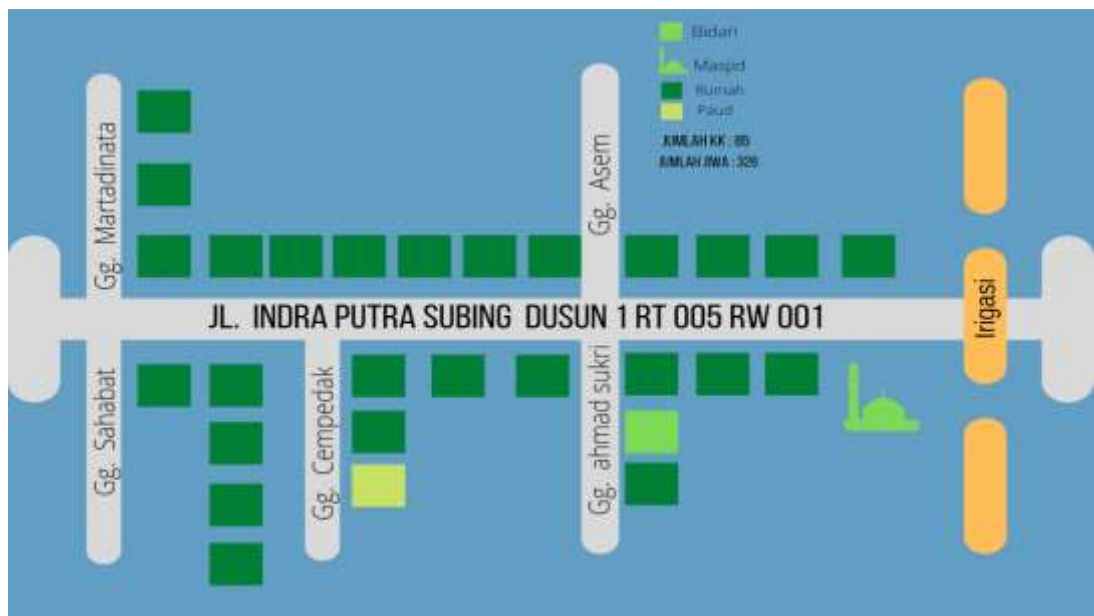 Bidan
Masjid
Rumah
Paud
JUMLAH KK : 85
JUMLAH JIWA : 326
Gg. Martadinata
Gg. Asem
JL. INDRA PUTRA SUBING DUSUN 1 RT 005 RW 001
Irigasi
Gg. Sahabat
Gg. Cempedak
Gg. ahmad sukri